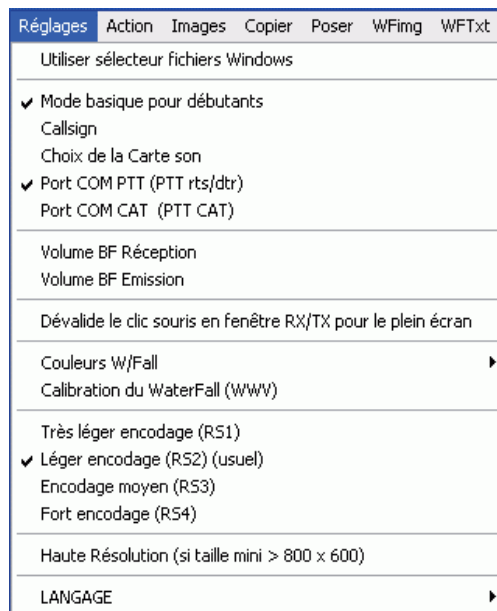 Réglages Action Images Copier Poser WFimg WFTxt
Utiliser sélecteur fichiers Windows
Mode basique pour débutants
Callsign
Choix de la Carte son
Port COM PTT (PTT rts/dtr)
Port COM CAT (PTT CAT)
Volume BF Réception
Volume BF Emission
Dévalide le clic souris en fenêtre RX/TX pour le plein écran
Couleurs W/Fall
Calibration du WaterFall (WWV)
Très léger encodage (RS1)
Léger encodage (RS2) (usuel)
Encodage moyen (RS3)
Fort encodage (RS4)
Haute Résolution (si taille mini > 800 x 600)
LANGAGE